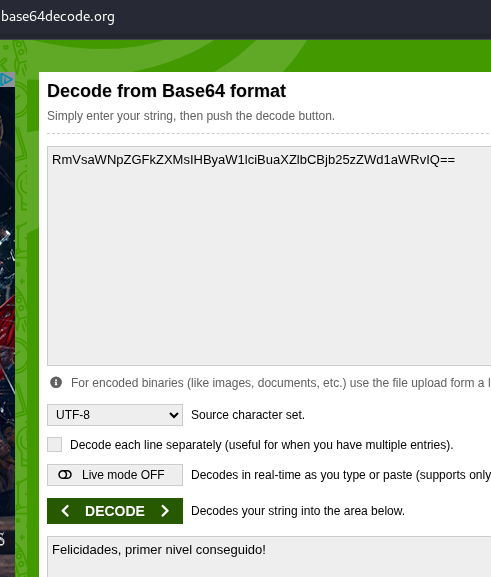 base64decode.org
Decode from Base64 format
Simply enter your string, then push the decode button.
RmVsaWNpZGFkZXMsIHByaW1lciBuaXZlbCBjb25zZWd1aWRvIQ==
For encoded binaries (like images, documents, etc.) use the file upload form a l
UTF-8 Source character set.
Decode each line separately (useful for when you have multiple entries).
Live mode OFF Decodes in real-time as you type or paste (supports only
DECODE Decodes your string into the area below.
Felicidades, primer nivel conseguido!